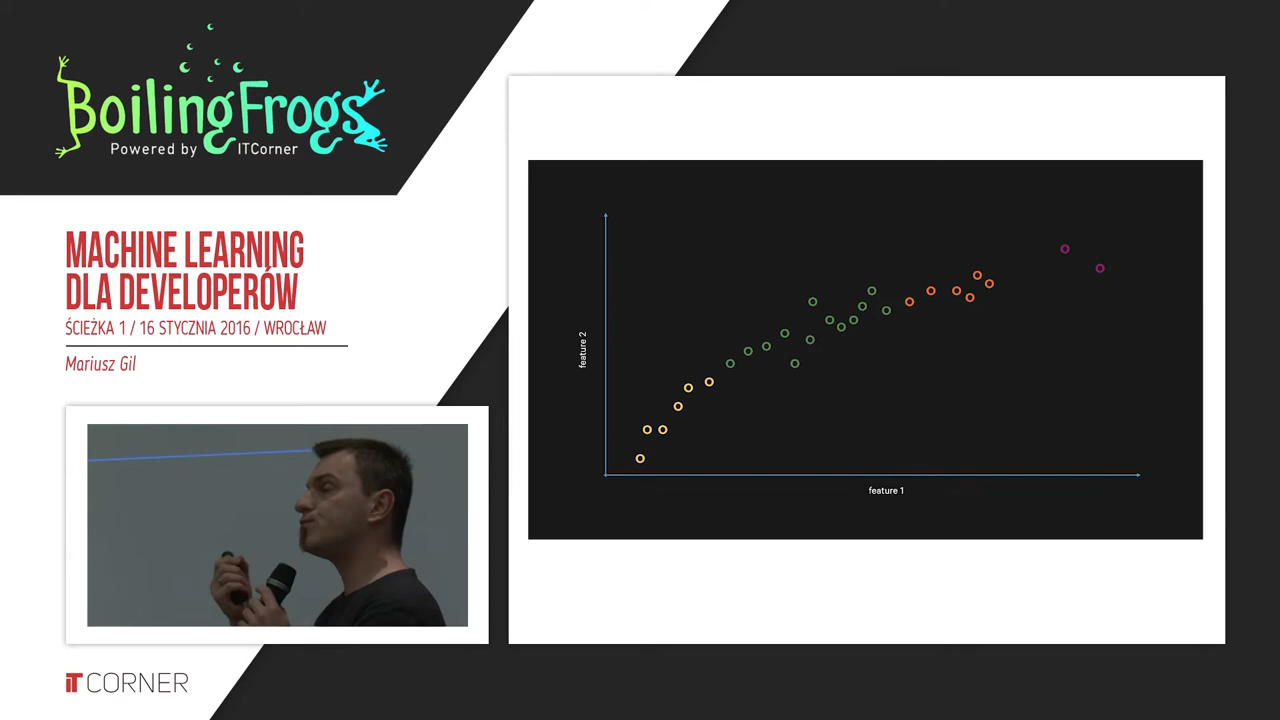 BoilingFrogs
Powered by ITCorner
MACHINE LEARNING
DLA DEVELOPERÓW
ŚCIEŻKA 1 / 16 STYCZNIA 2016 / WROCŁAW
Mariusz Gil
feature 2
feature 1
iT CORNER